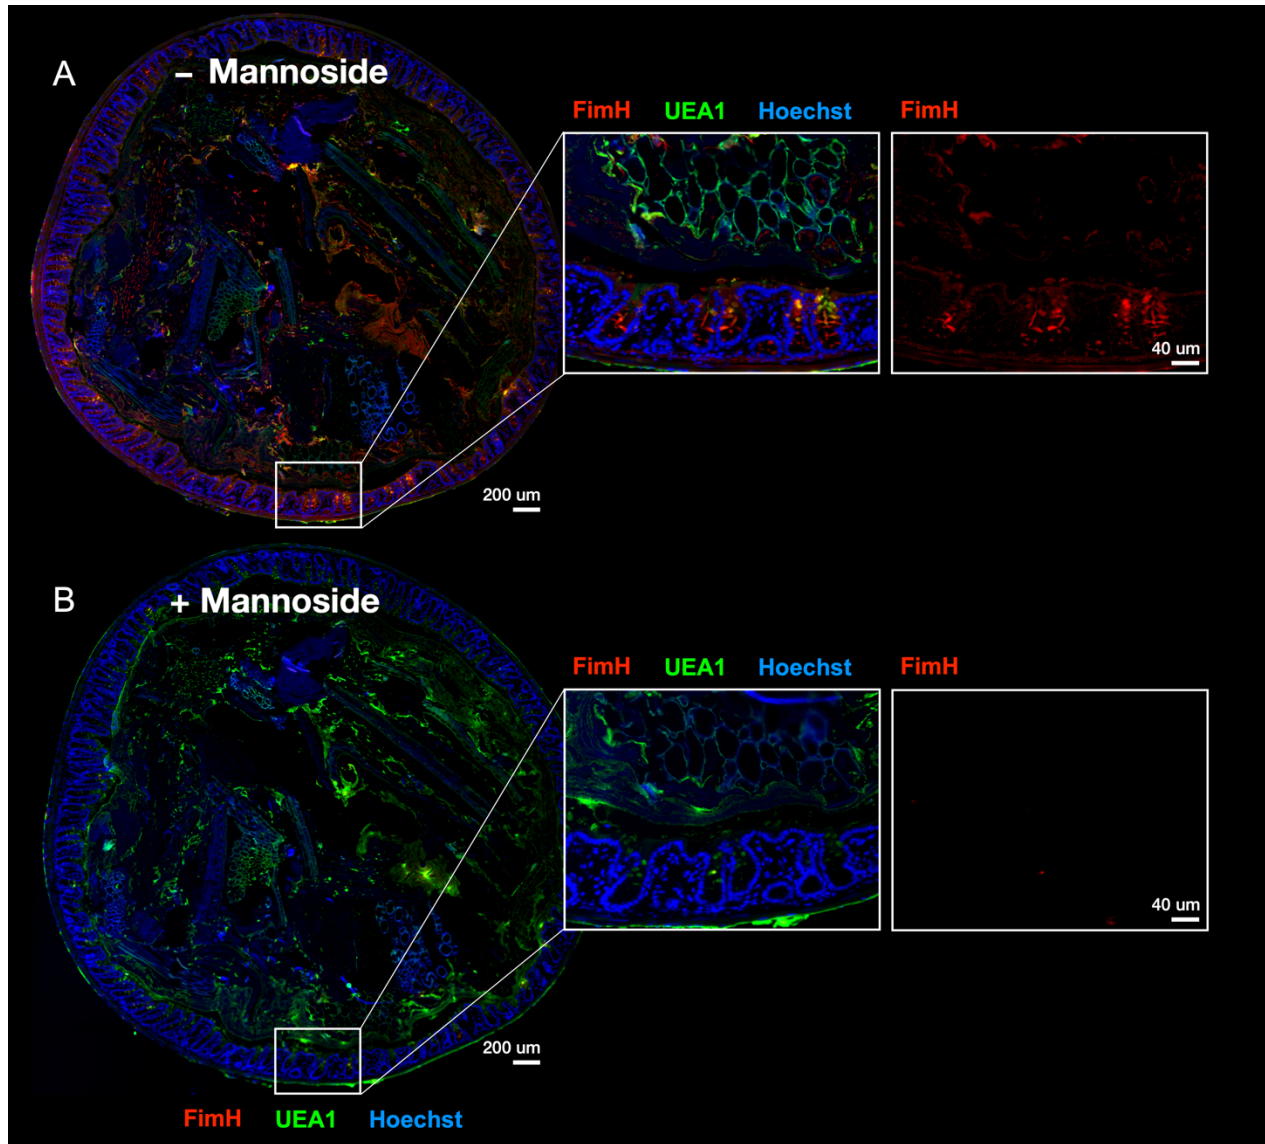 A
– Mannoside
FimH UEA1 Hoechst
FimH
40 um
200 um
B
+ Mannoside
FimH UEA1 Hoechst
FimH
40 um
200 um
FimH UEA1 Hoechst